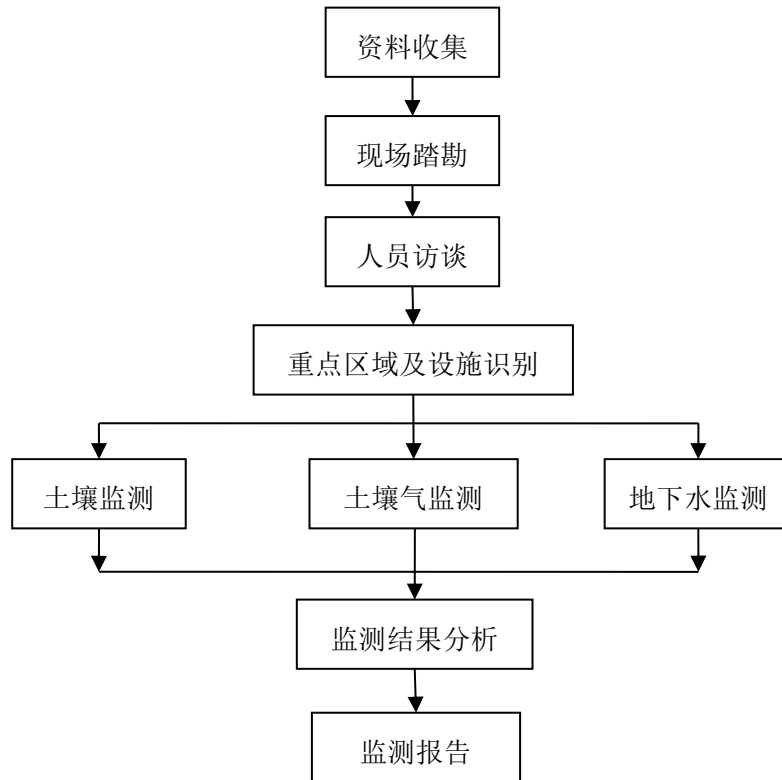 资料收集
现场踏勘
人员访谈
重点区域及设施识别
土壤监测
土壤气监测
地下水监测
监测结果分析
监测报告